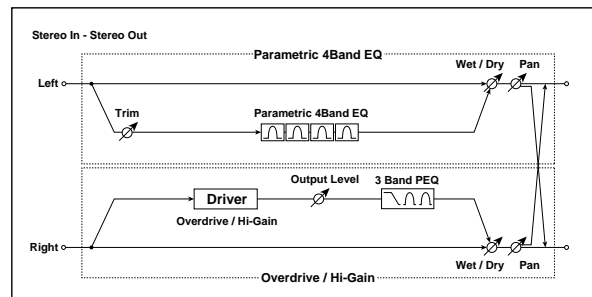 Stereo In - Stereo Out
Parametric 4Band EQ
Wet / Dry
Pan
Left
Trim
Parametric 4Band EQ
Output Level
3 Band PEQ
Driver
Overdrive / Hi-Gain
Right
Wet / Dry
Pan
Overdrive / Hi-Gain